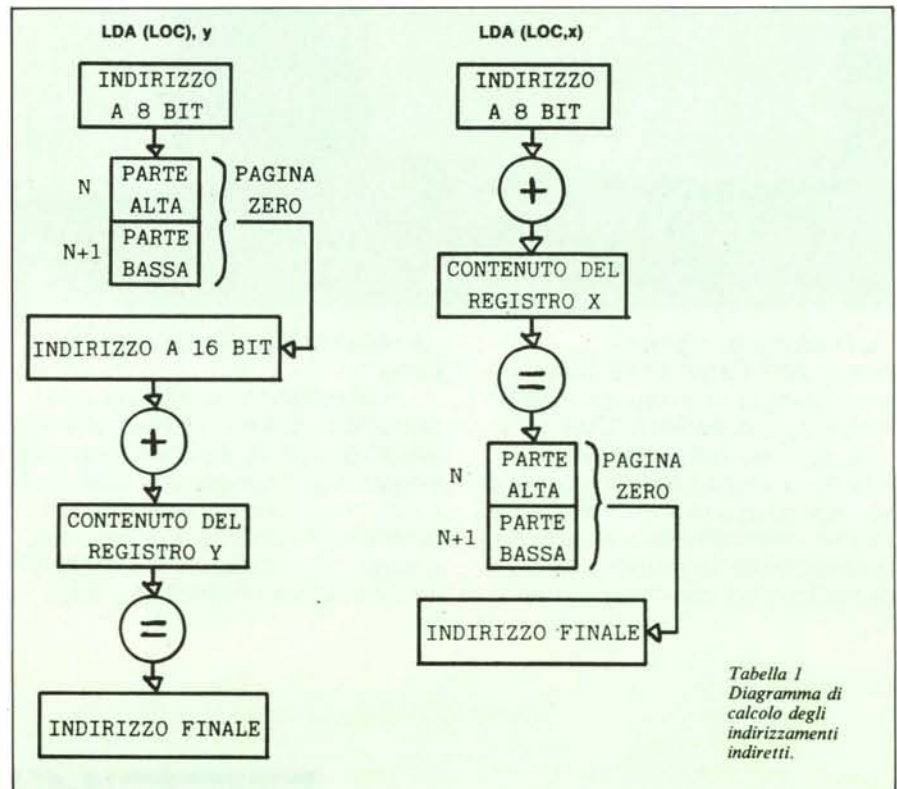 LDA (LOC), y
INDIRIZZO
A 8 BIT
N
PARTE
ALTA
N+1
PARTE
BASSA
PAGINA
ZERO
INDIRIZZO A 16 BIT
+
CONTENUTO DEL
REGISTRO Y
=
INDIRIZZO FINALE
LDA (LOC,x)
INDIRIZZO
A 8 BIT
+
CONTENUTO DEL
REGISTRO X
=
N
PARTE
ALTA
N+1
PARTE
BASSA
PAGINA
ZERO
INDIRIZZO FINALE
Tabella 1
Diagramma di
calcolo degli
indirizzamenti
indiretti.